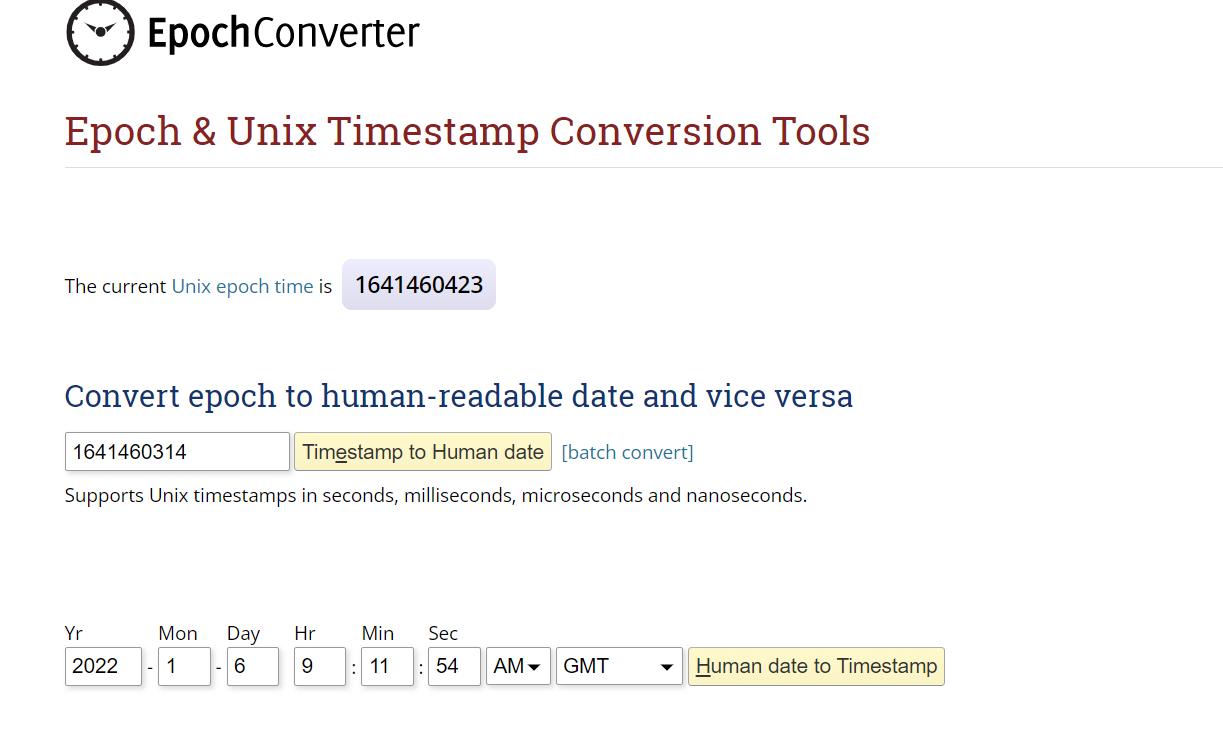 EpochConverter
Epoch & Unix Timestamp Conversion Tools
The current Unix epoch time is 1641460423
Convert epoch to human-readable date and vice versa
1641460314 Timestamp to Human date [batch convert]
Supports Unix timestamps in seconds, milliseconds, microseconds and nanoseconds.
Yr Mon Day Hr Min Sec
2022 - 1 - 6 9 : 11 : 54 AM GMT Human date to Timestamp